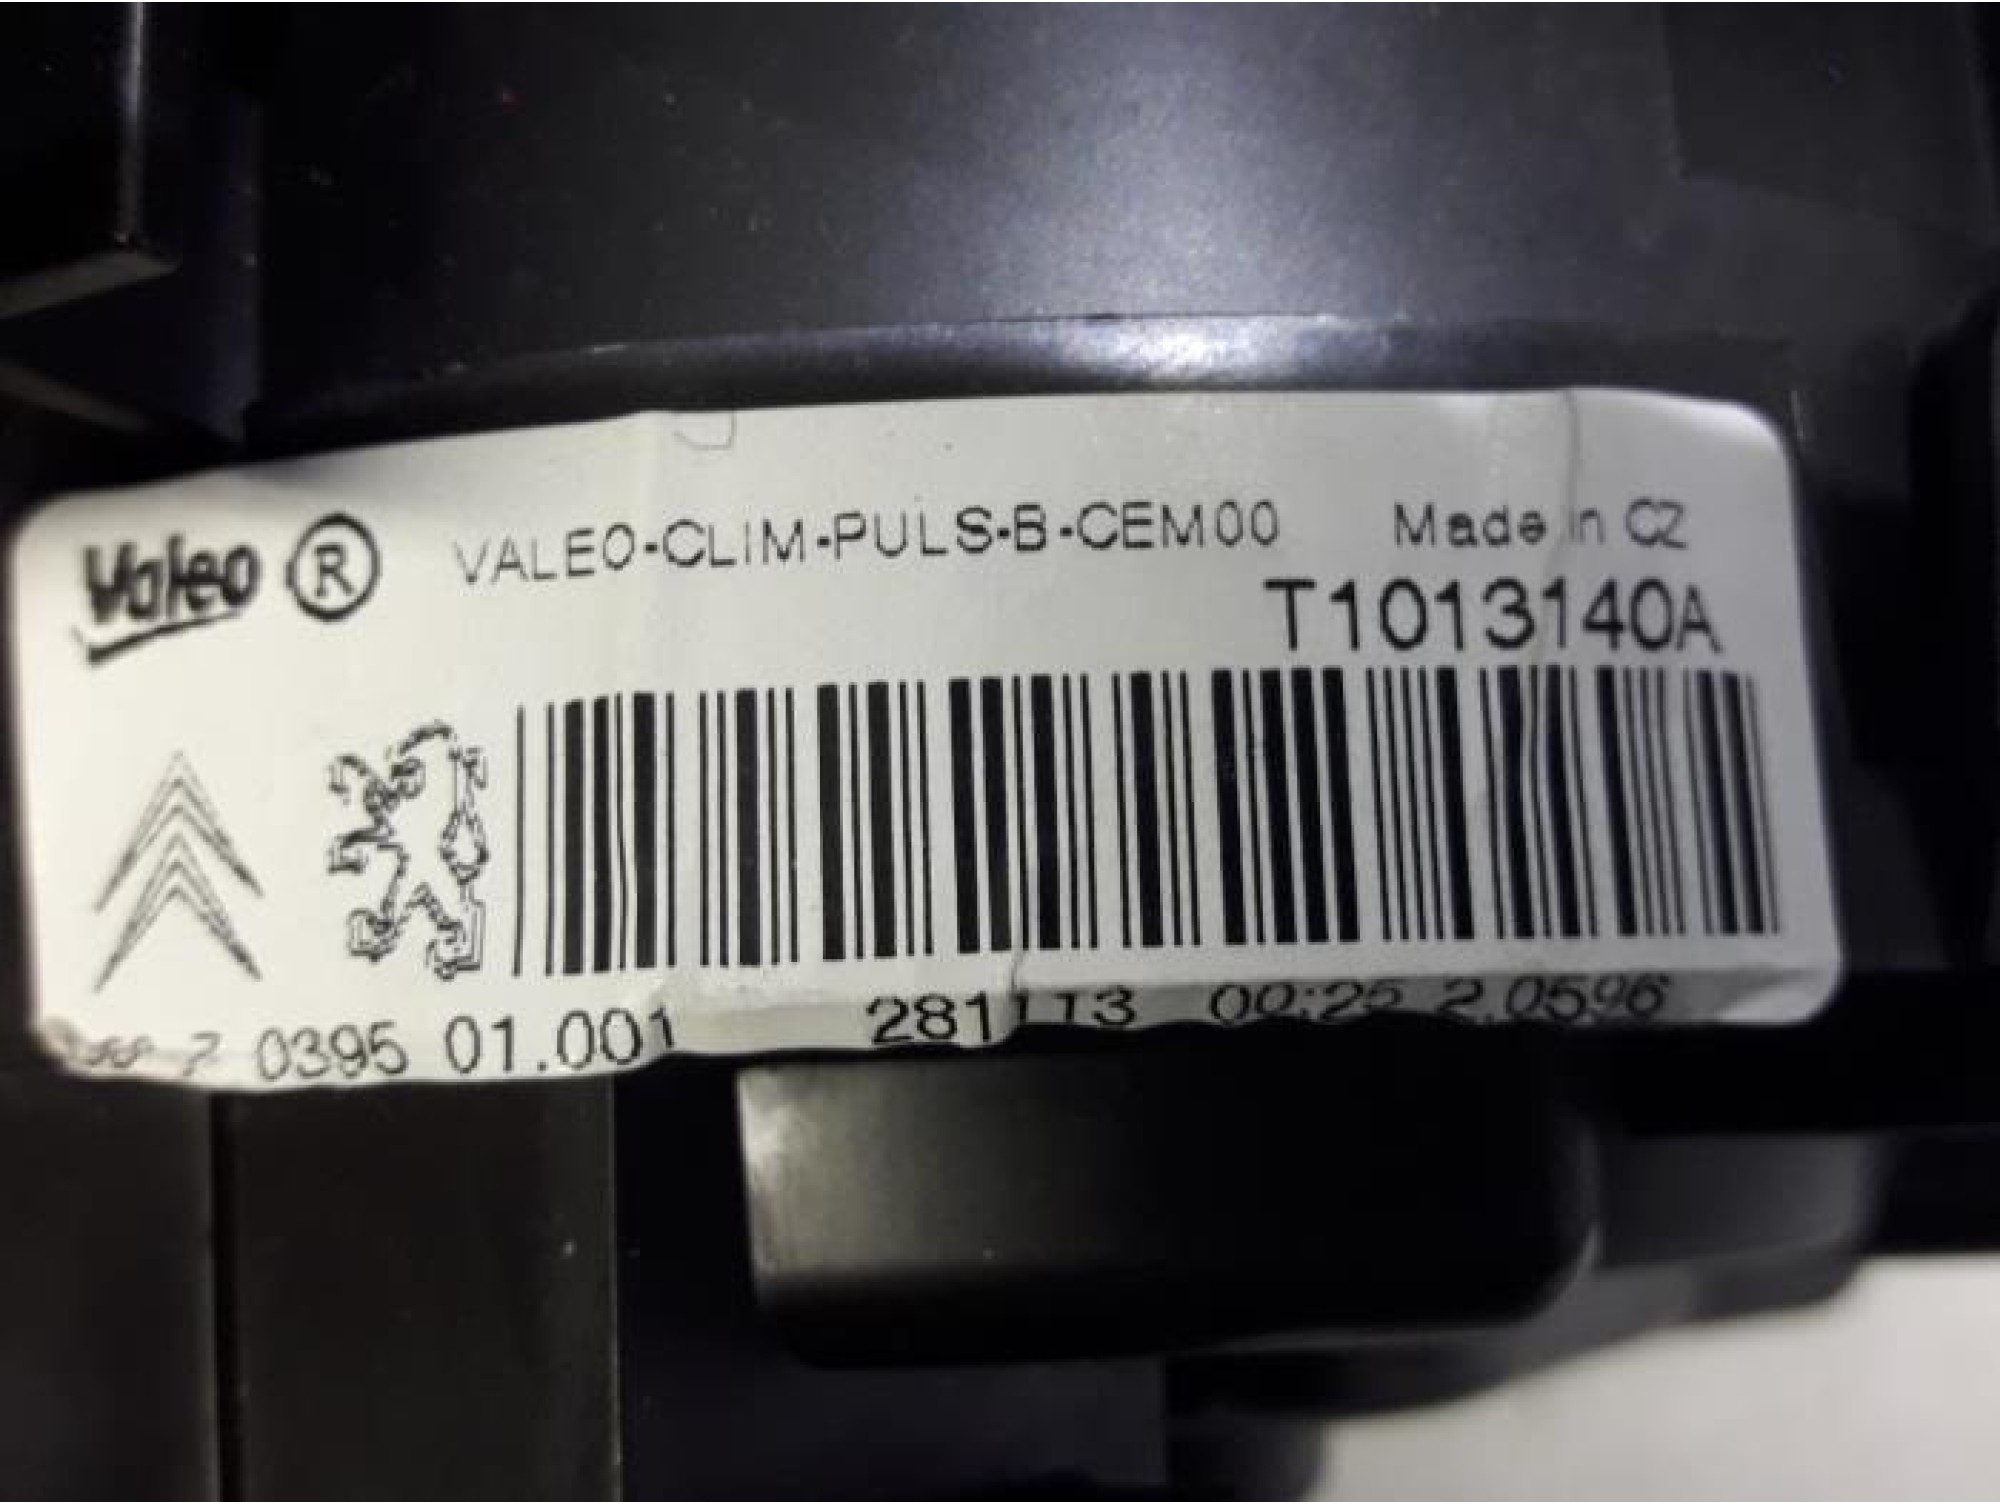 Valeo ® VALEO-CLIM-PULS-B-CEM00 Made in CZ
T1013140A
0395 01.001 281113 00:25 2.0596